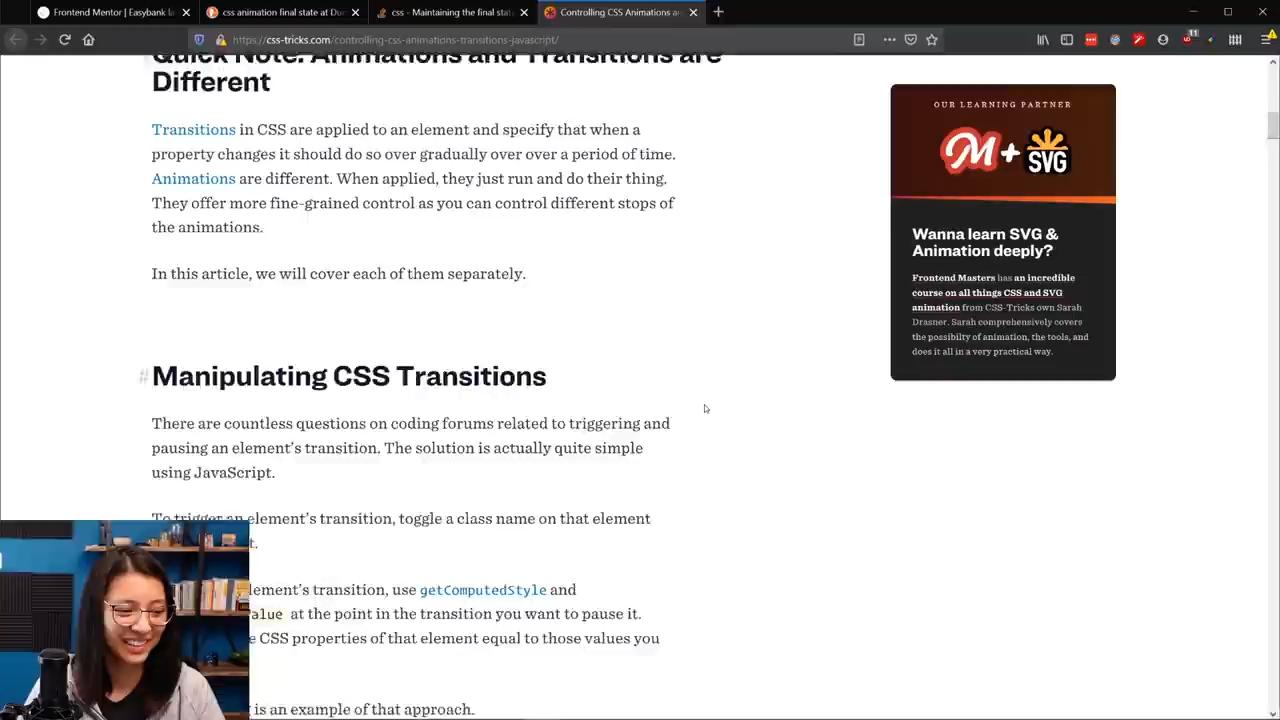 Frontend Mentor | Easybank la
css animation final state at Du
css - Maintaining the final stat
Controlling CSS Animations a
https://css-tricks.com/controlling-css-animations-transitions-javascript/
11
Quick Note: Animations and Transitions are
Different
Transitions in CSS are applied to an element and specify that when a
property changes it should do so over gradually over over a period of time.
Animations are different. When applied, they just run and do their thing.
They offer more fine-grained control as you can control different stops of
the animations.
In this article, we will cover each of them separately.
#Manipulating CSS Transitions
There are countless questions on coding forums related to triggering and
pausing an element's transition. The solution is actually quite simple
using JavaScript.
To trigger an element's transition, toggle a class name on that element
t.
lement's transition, use getComputedStyle and
alue at the point in the transition you want to pause it.
e CSS properties of that element equal to those values you
is an example of that approach.
OUR LEARNING PARTNER
M+SVG
Wanna learn SVG &
Animation deeply?
Frontend Masters has an incredible
course on all things CSS and SVG
animation from CSS-Tricks own Sarah
Drasner. Sarah comprehensively covers
the possibilty of animation, the tools, and
does it all in a very practical way.